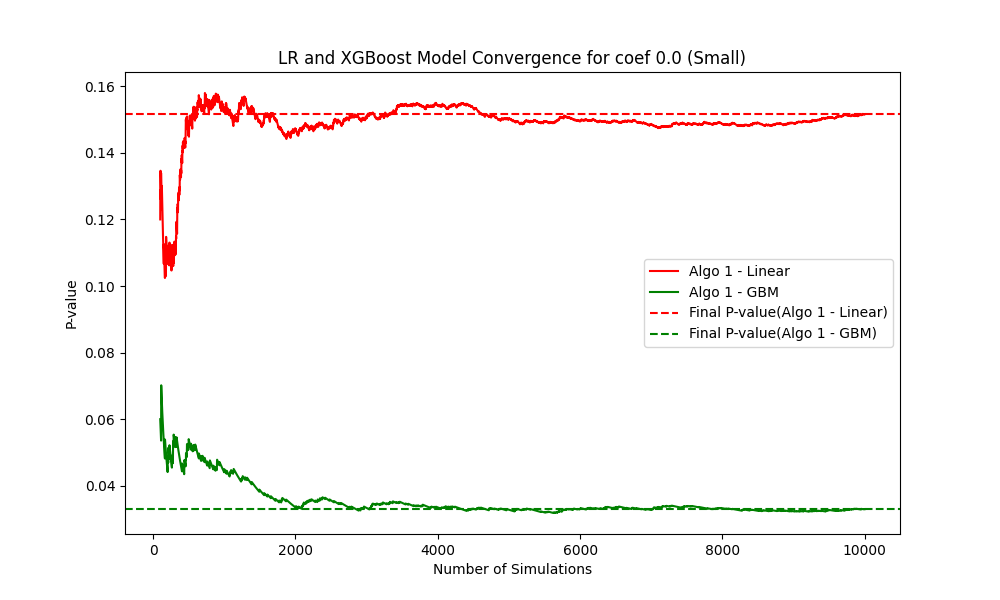 LR and XGBoost Model Convergence for coef 0.0 (Small)
0.16
0.14
0.12
0.10
0.08
0.06
0.04
P-value
Algo 1 - Linear
Algo 1 - GBM
Final P-value(Algo 1 - Linear)
Final P-value(Algo 1 - GBM)
0 2000 4000 6000 8000 10000
Number of Simulations